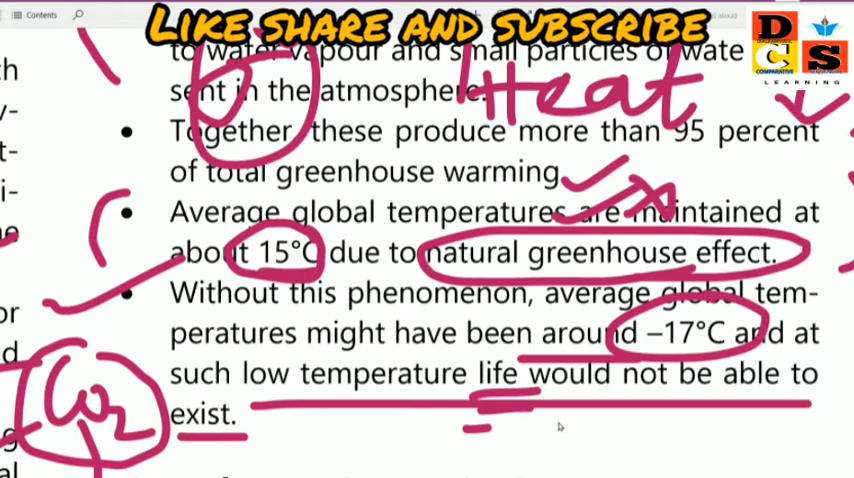 Contents
LIKE SHARE AND SUBSCRIBE
aloud
D
C S
COMPARATIVE
LEARNING
to water vapour and small particles of wate
sent in the atmosphere.
Heat
• Together, these produce more than 95 percent
of total greenhouse warming
• Average global temperatures are maintained at
about 15°C due to natural greenhouse effect.
• Without this phenomenon, average global tem-
peratures might have been around –17°C and at
such low temperature life would not be able to
exist.
CO2